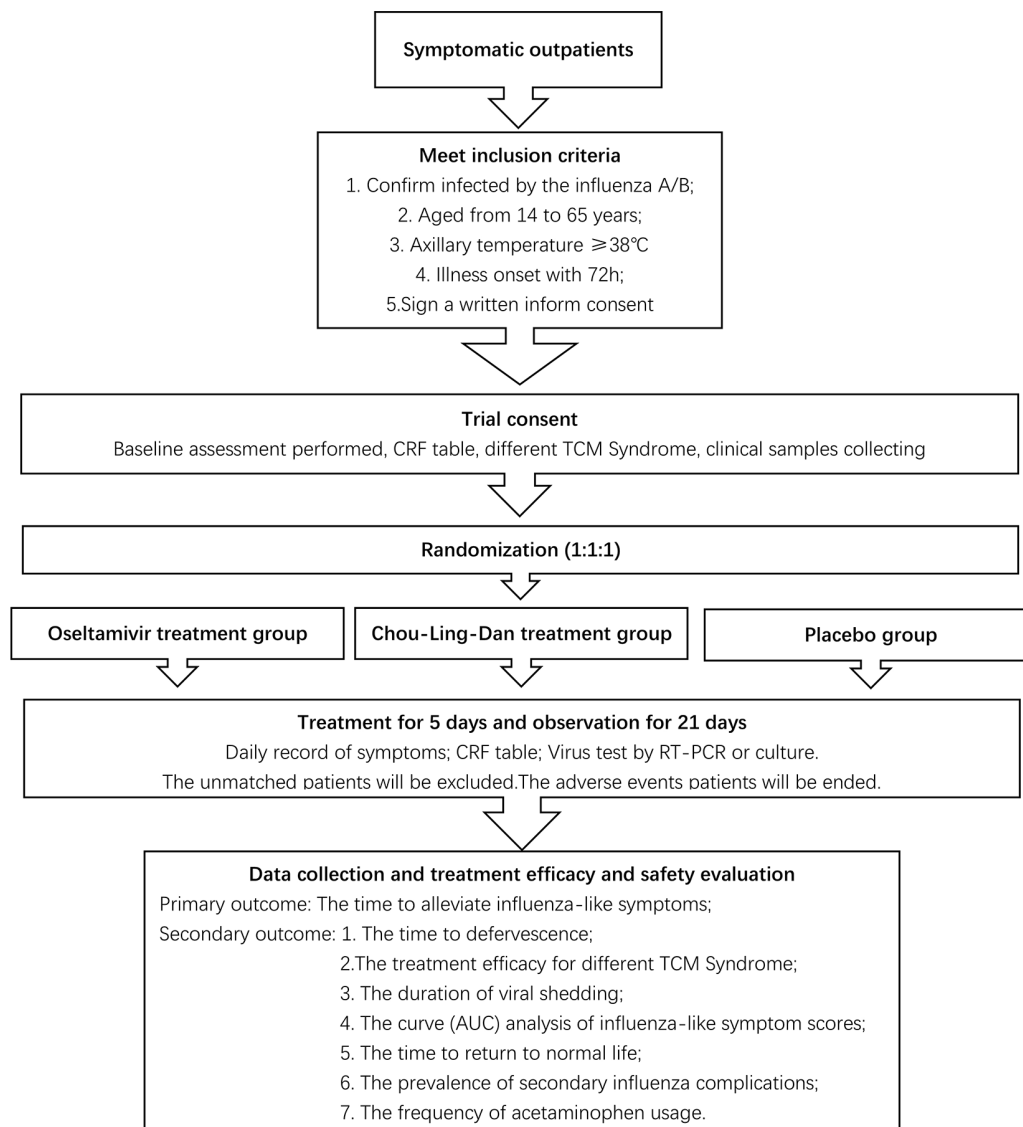 Symptomatic outpatients
Meet inclusion criteria
1. Confirm infected by the influenza A/B;
2. Aged from 14 to 65 years;
3. Axillary temperature ≥38℃
4. Illness onset with 72h;
5.Sign a written inform consent
Trial consent
Baseline assessment performed, CRF table, different TCM Syndrome, clinical samples collecting
Randomization (1:1:1)
Oseltamivir treatment group
Chou-Ling-Dan treatment group
Placebo group
Treatment for 5 days and observation for 21 days
Daily record of symptoms; CRF table; Virus test by RT-PCR or culture.
The unmatched patients will be excluded.The adverse events patients will be ended.
Data collection and treatment efficacy and safety evaluation
Primary outcome: The time to alleviate influenza-like symptoms;
Secondary outcome: 1. The time to defervescence;
2.The treatment efficacy for different TCM Syndrome;
3. The duration of viral shedding;
4. The curve (AUC) analysis of influenza-like symptom scores;
5. The time to return to normal life;
6. The prevalence of secondary influenza complications;
7. The frequency of acetaminophen usage.